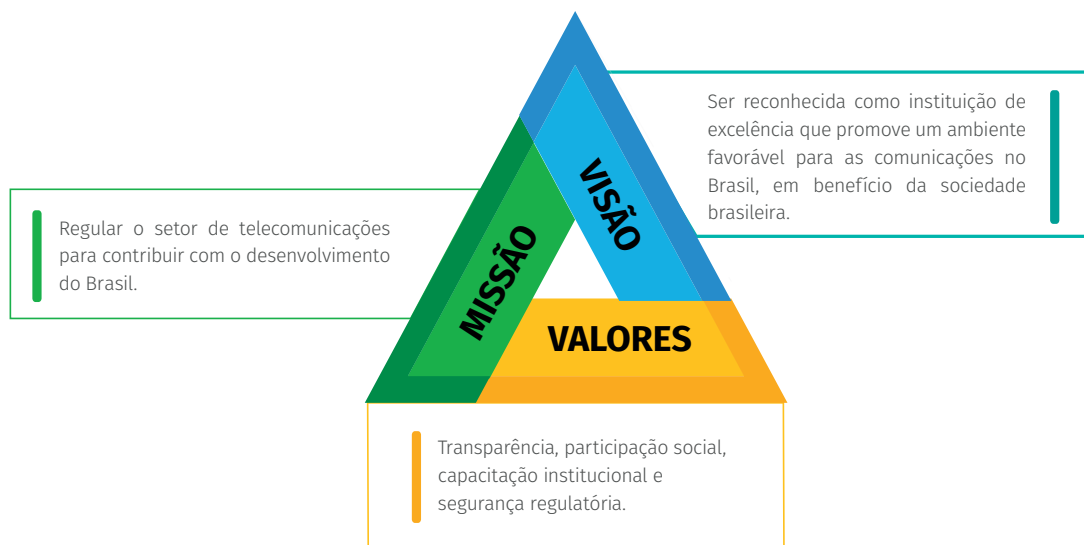 Ser reconhecida como instituição de
excelência que promove um ambiente
favorável para as comunicações no
Brasil, em benefício da sociedade
brasileira.
VISÃO
Regular o setor de telecomunicações
para contribuir com o desenvolvimento
do Brasil.
MISSÃO
VALORES
Transparência, participação social,
capacitação institucional e
segurança regulatória.